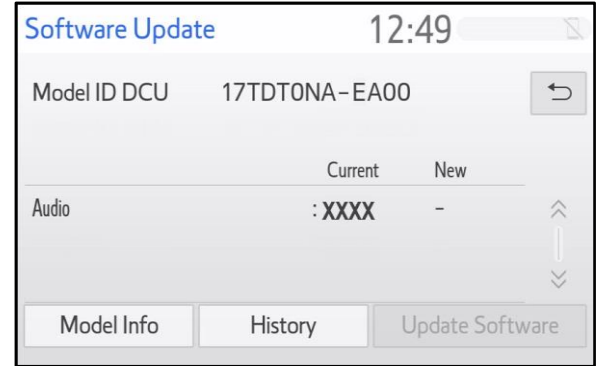 Software Update 12:49
Model ID DCU 17TDT0NA-EA00
Current New
Audio : XXXX -
Model Info History Update Software